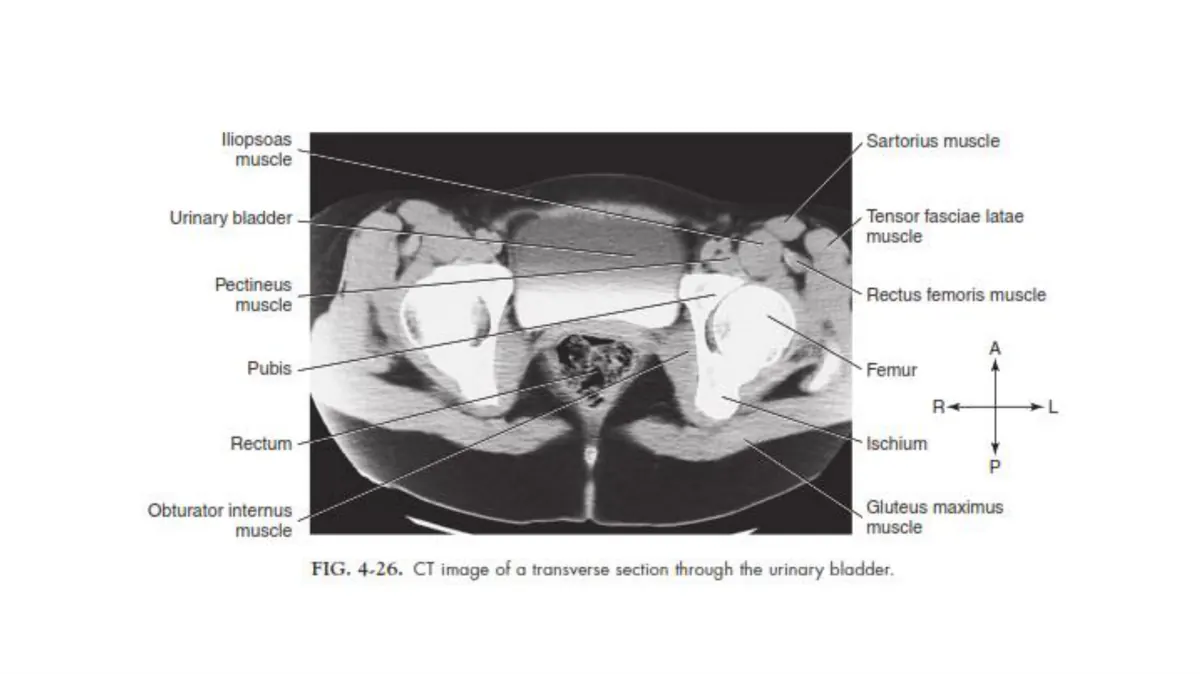 Iliopsoas
muscle
Urinary bladder
Pectineus
muscle
Pubis
Rectum
Obturator internus
muscle
Sartorius muscle
Tensor fasciae latae
muscle
Rectus femoris muscle
Femur
Ischium
Gluteus maximus
muscle
A
R L
P
FIG. 4-26. CT image of a transverse section through the urinary bladder.